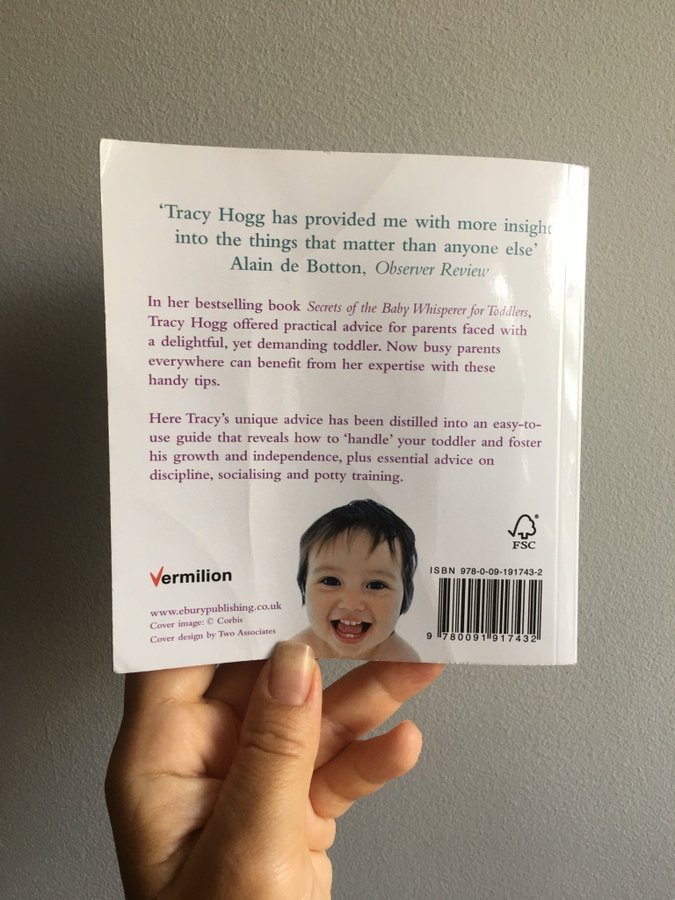 ‘Tracy Hogg has provided me with more insight
into the things that matter than anyone else’
Alain de Botton, Observer Review
In her bestselling book Secrets of the Baby Whisperer for Toddlers,
Tracy Hogg offered practical advice for parents faced with
a delightful, yet demanding toddler. Now busy parents
everywhere can benefit from her expertise with these
handy tips.
Here Tracy’s unique advice has been distilled into an easy-to-
use guide that reveals how to ‘handle’ your toddler and foster
his growth and independence, plus essential advice on
discipline, socialising and potty training.
FSC®
Vermilion
www.eburypublishing.co.uk
Cover image: © Corbis
Cover design by Two Associates
ISBN 978-0-09-191743-2
9 780091 917432